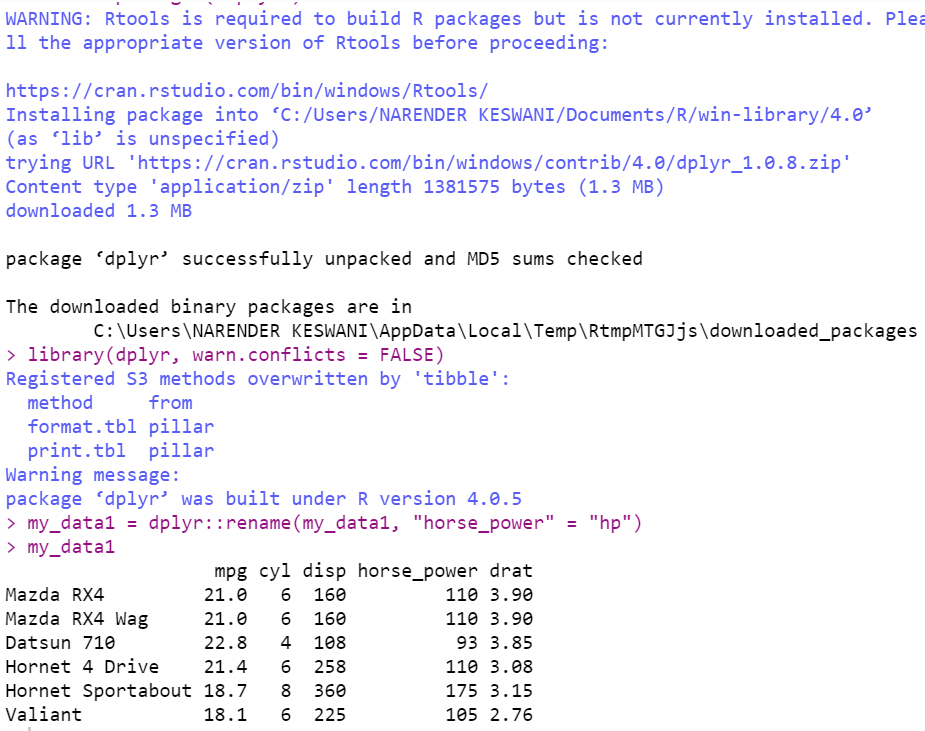 WARNING: Rtools is required to build R packages but is not currently installed. Plea
ll the appropriate version of Rtools before proceeding:
https://cran.rstudio.com/bin/windows/Rtools/
Installing package into ‘C:/Users/NARENDER KESWANI/Documents/R/win-library/4.0’
(as ‘lib’ is unspecified)
trying URL 'https://cran.rstudio.com/bin/windows/contrib/4.0/dplyr_1.0.8.zip'
Content type 'application/zip' length 1381575 bytes (1.3 MB)
downloaded 1.3 MB
package ‘dplyr’ successfully unpacked and MD5 sums checked
The downloaded binary packages are in
        C:\Users\NARENDER KESWANI\AppData\Local\Temp\RtmpMTGJjs\downloaded_packages
> library(dplyr, warn.conflicts = FALSE)
Registered S3 methods overwritten by 'tibble':
  method     from
  format.tbl pillar
  print.tbl  pillar
Warning message:
package ‘dplyr’ was built under R version 4.0.5
> my_data1 = dplyr::rename(my_data1, "horse_power" = "hp")
> my_data1
                   mpg cyl disp horse_power drat
Mazda RX4         21.0   6  160         110 3.90
Mazda RX4 Wag     21.0   6  160         110 3.90
Datsun 710        22.8   4  108          93 3.85
Hornet 4 Drive    21.4   6  258         110 3.08
Hornet Sportabout 18.7   8  360         175 3.15
Valiant           18.1   6  225         105 2.76